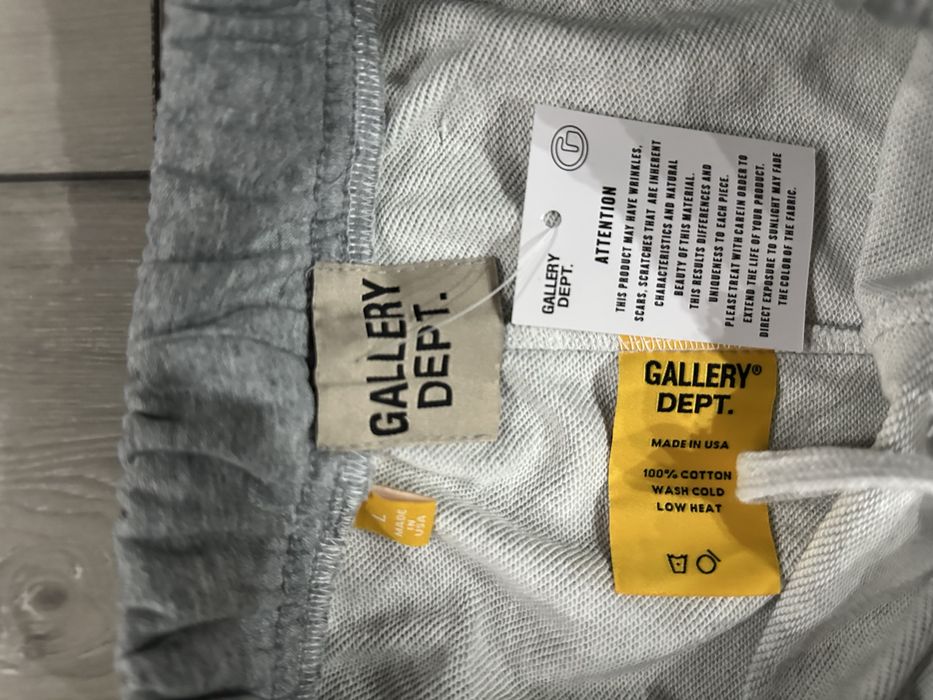 GALLERY
DEPT.
L
MADE
IN
USA
G
ATTENTION
THIS PRODUCT MAY HAVE WRINKLES,
SCARS, SCRATCHES THAT ARE INHERENT
CHARACTERISTICS AND NATURAL
BEAUTY OF THIS MATERIAL.
THIS RESULTS DIFFERENCES AND
UNIQUENESS TO EACH PIECE.
PLEASE TREAT WITH CAREIN ORDER TO
EXTEND THE LIFE OF YOUR PRODUCT.
DIRECT EXPOSURE TO SUNLIGHT MAY FADE
THE COLOR OF THE FABRIC.
GALLERY
DEPT.
GALLERY®
DEPT.
MADE IN USA
100% COTTON
WASH COLD
LOW HEAT